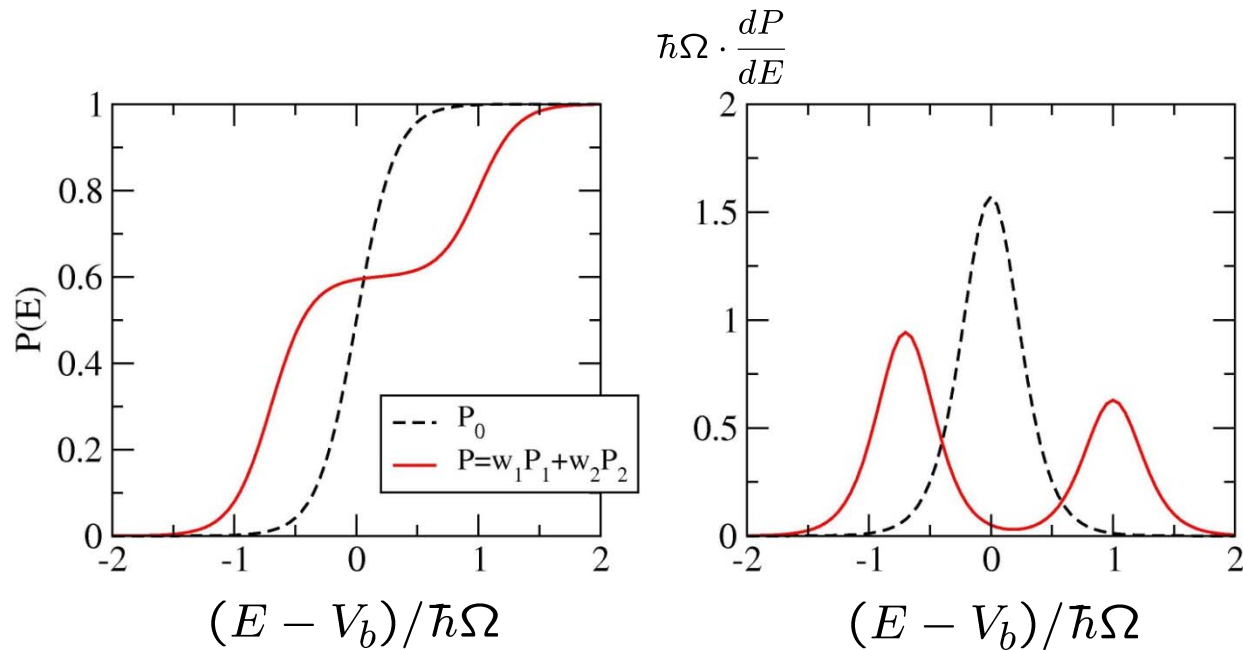 ħΩ · dP/dE
1
0.8
0.6
0.4
0.2
0
P(E)
-2 -1 0 1 2
P₀
P=w₁P₁+w₂P₂
(E − V_b)/ħΩ
2
1.5
1
0.5
0
-2 -1 0 1 2
(E − V_b)/ħΩ